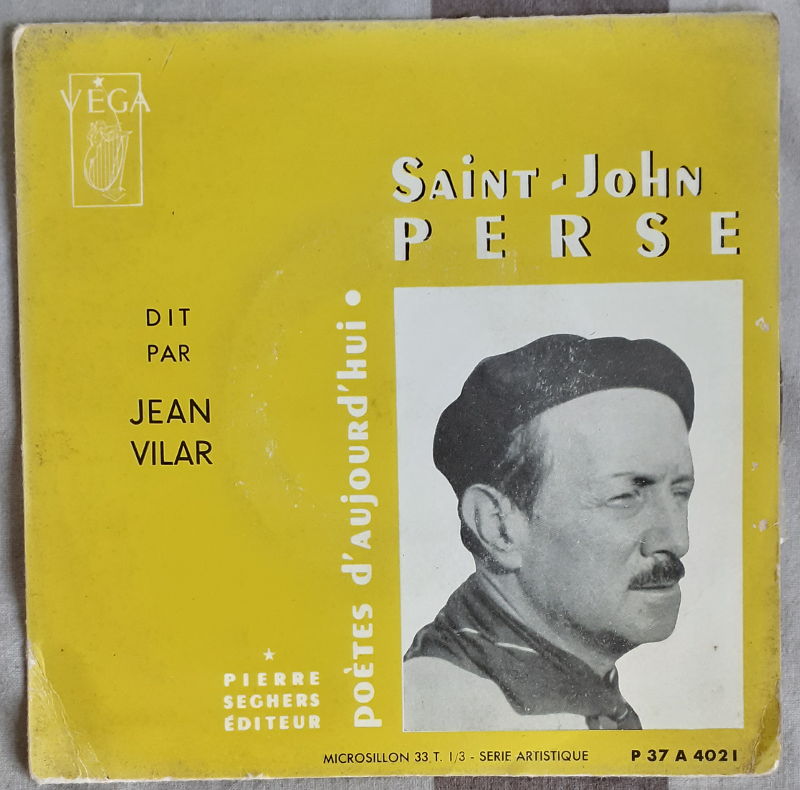 VÉGA
SAINT-JOHN
PERSE
DIT
PAR
JEAN
VILAR
POÈTES D'AUJOURD'HUI •
★
PIERRE
SEGHERS
ÉDITEUR
MICROSILLON 33 T. 1/3 - SERIE ARTISTIQUE
P 37 A 4021